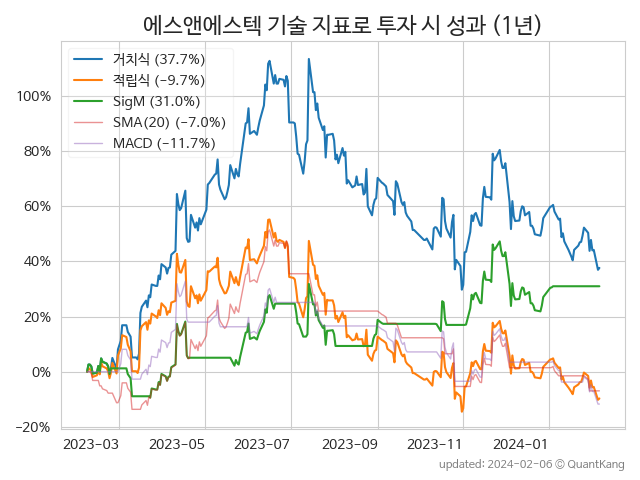 에스앤에스텍 기술 지표로 투자 시 성과 (1년)
거치식 (37.7%)
적립식 (−9.7%)
SigM (31.0%)
SMA(20) (−7.0%)
MACD (−11.7%)
100%
80%
60%
40%
20%
0%
−20%
2023-03 2023-05 2023-07 2023-09 2023-11 2024-01
updated: 2024-02-06 © QuantKang